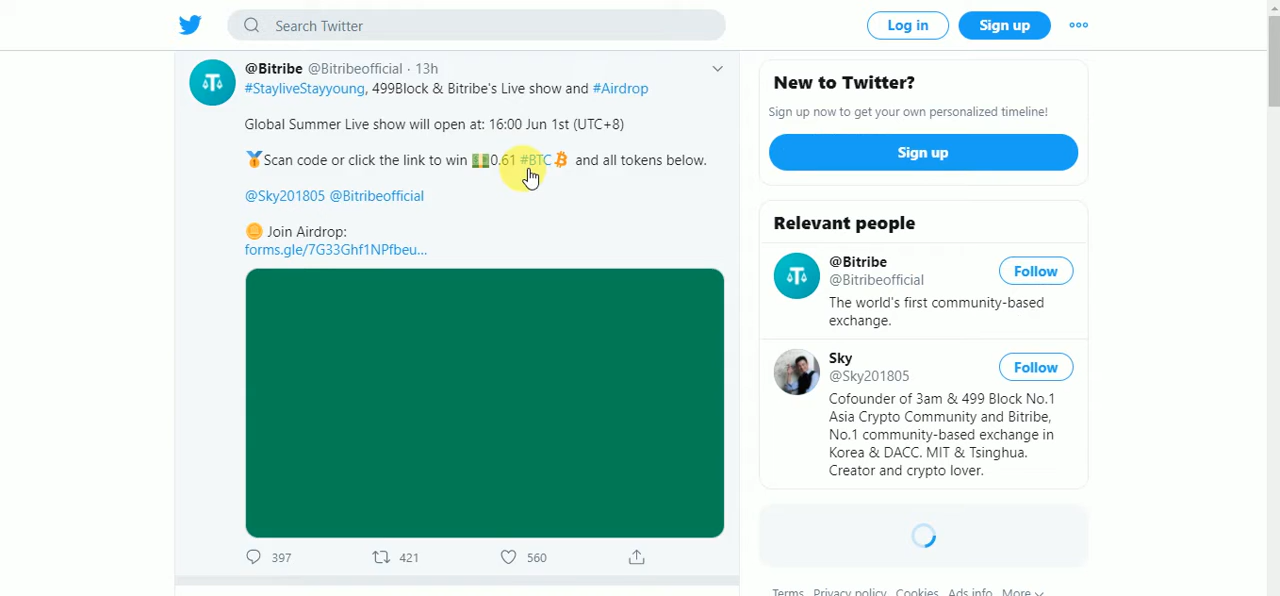 Search Twitter
Log in
Sign up
@Bitribe @Bitribeofficial · 13h
#StayliveStayyoung, 499Block & Bitribe's Live show and #Airdrop
Global Summer Live show will open at: 16:00 Jun 1st (UTC+8)
🥇Scan code or click the link to win 💵0.61 #BTC and all tokens below.
@Sky201805 @Bitribeofficial
🪙 Join Airdrop:
forms.gle/7G33Ghf1NPfbeu...
397
421
560
New to Twitter?
Sign up now to get your own personalized timeline!
Sign up
Relevant people
@Bitribe
@Bitribeofficial
Follow
The world's first community-based
exchange.
Sky
@Sky201805
Follow
Cofounder of 3am & 499 Block No.1
Asia Crypto Community and Bitribe,
No.1 community-based exchange in
Korea & DACC. MIT & Tsinghua.
Creator and crypto lover.
Terms Privacy policy Cookies Ads info More